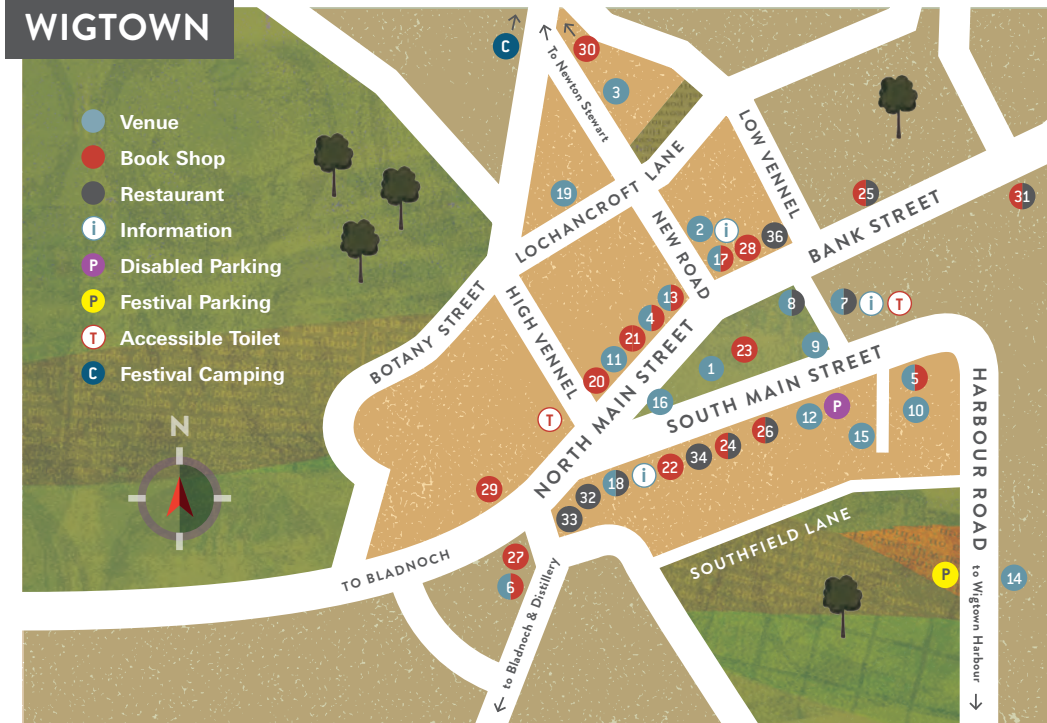 WIGTOWN
Venue
Book Shop
Restaurant
i Information
P Disabled Parking
P Festival Parking
T Accessible Toilet
C Festival Camping
N
C
30
To Newton Stewart
3
LOW VENNEL
19
LOCHANCROFT LANE
25
31
BANK STREET
NEW ROAD
2
i
36
28
17
BOTANY STREET
HIGH VENNEL
13
4
21
11
20
8
7
i
T
NORTH MAIN STREET
23
1
9
16
SOUTH MAIN STREET
5
10
HARBOUR ROAD
T
12
P
15
26
24
34
22
i
18
32
33
29
TO BLADNOCH
27
6
to Bladnoch & Distillery
SOUTHFIELD LANE
P
14
to Wigtown Harbour